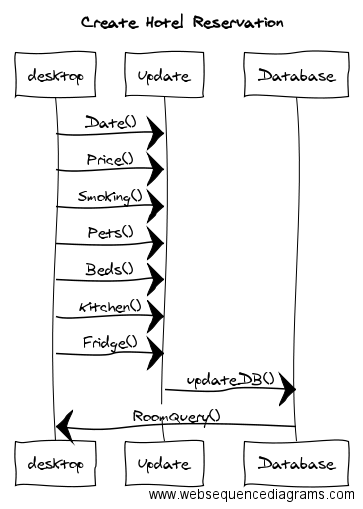 Create Hotel Reservation
desktop Update Database
Date()
Price()
Smoking()
Pets()
Beds()
Kitchen()
Fridge()
updateDB()
RoomQuery()
desktop Update Database
www.websequencediagrams.com